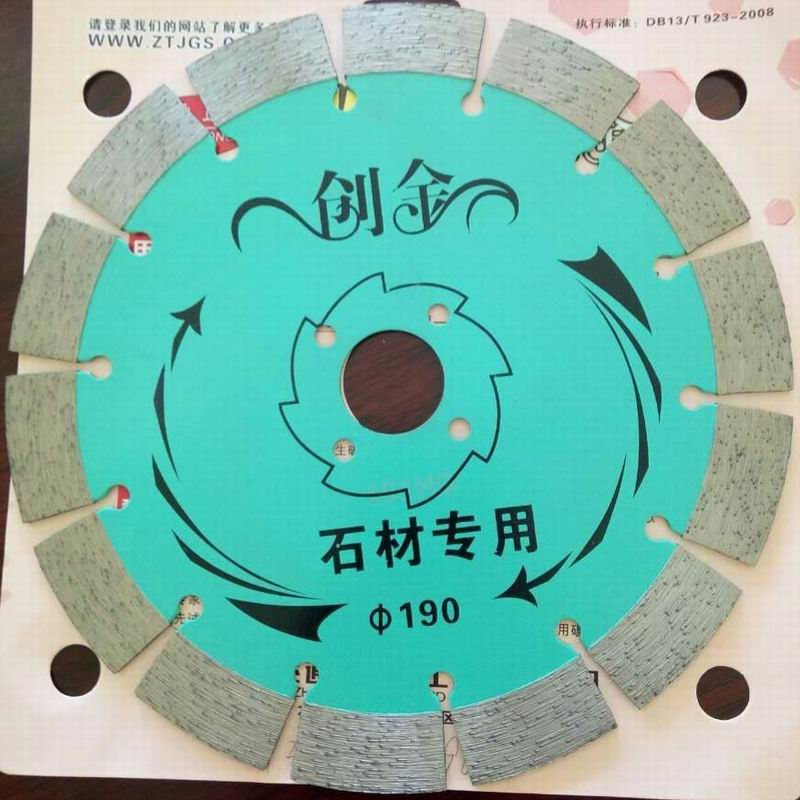 请登录我们的网站了解更多
WWW.ZTJGS.
执行标准：DB13/T 923-2008
创金
石材专用
Φ190